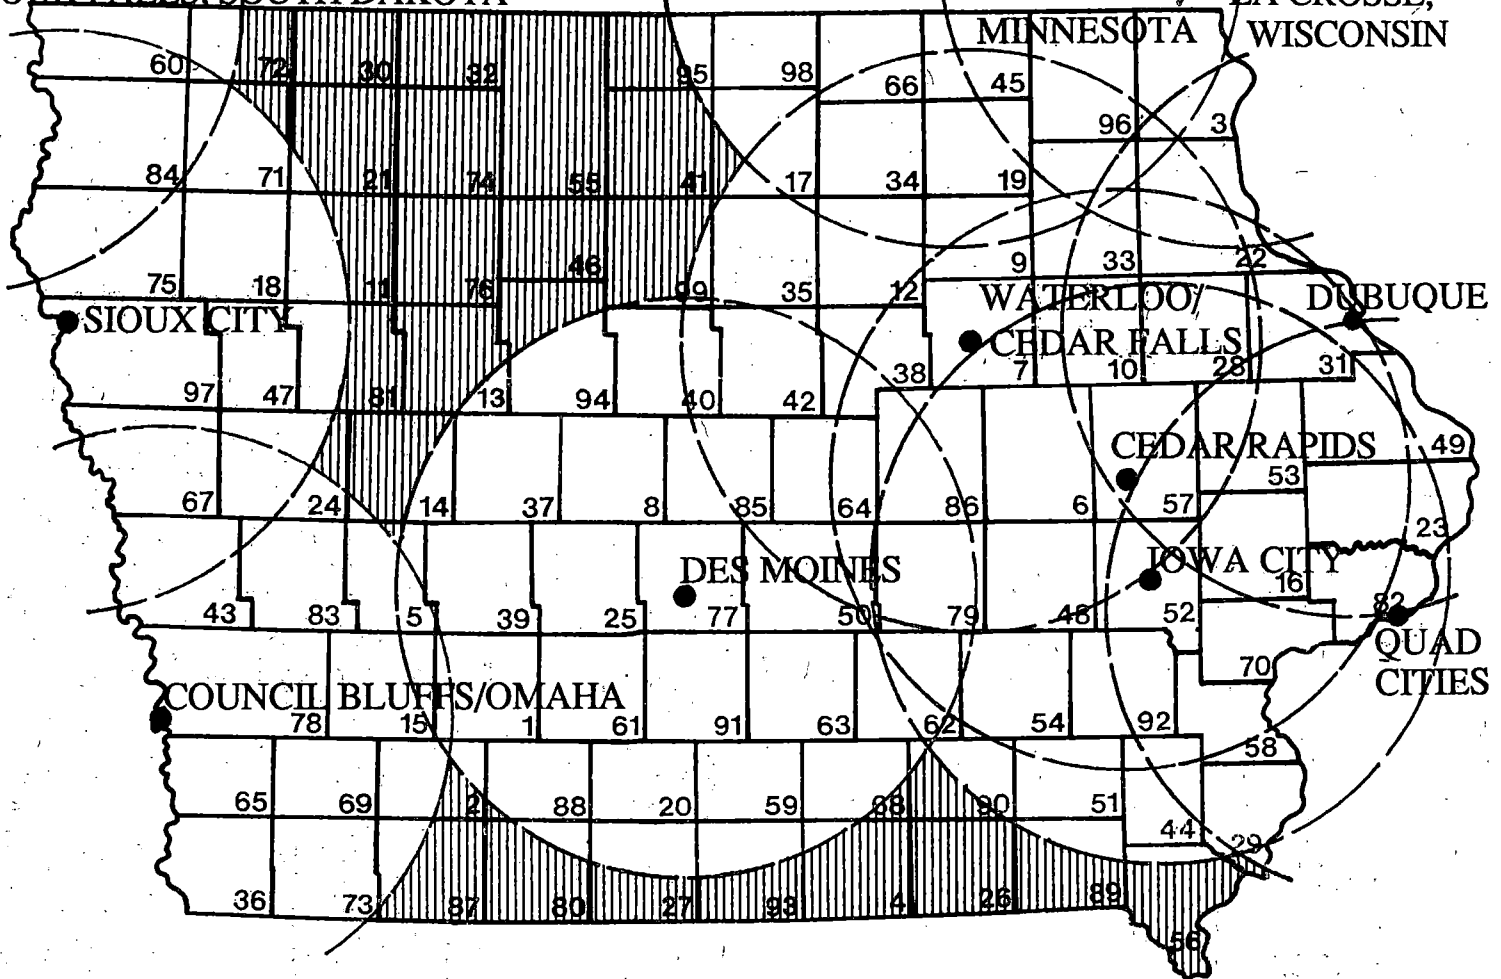 SOUTH DAKOTA
LA CROSSE,
MINNESOTA WISCONSIN
60 72 30 32 95 98
66 45
96 3
84 71 21 74 55 41 17 34 19
46
9 33 22
75 18 11 76 99 35 12
SIOUX CITY
WATERLOO/
CEDAR FALLS
DUBUQUE
38 7 10 28 31
97 47 81 13 94 40 42
CEDAR RAPIDS
49
53
67 24 14 37 8 85 64 86 6 57
23
DES MOINES
IOWA CITY
16
43 83 5 39 25 77 50 79 48 52
82
QUAD
CITIES
70
COUNCIL BLUFFS/OMAHA
78 15 1 61 91 63 62 54 92
58
65 69 2 88 20 59 68 90 51
44
29
36 73 87 80 27 93 4 26 89
56